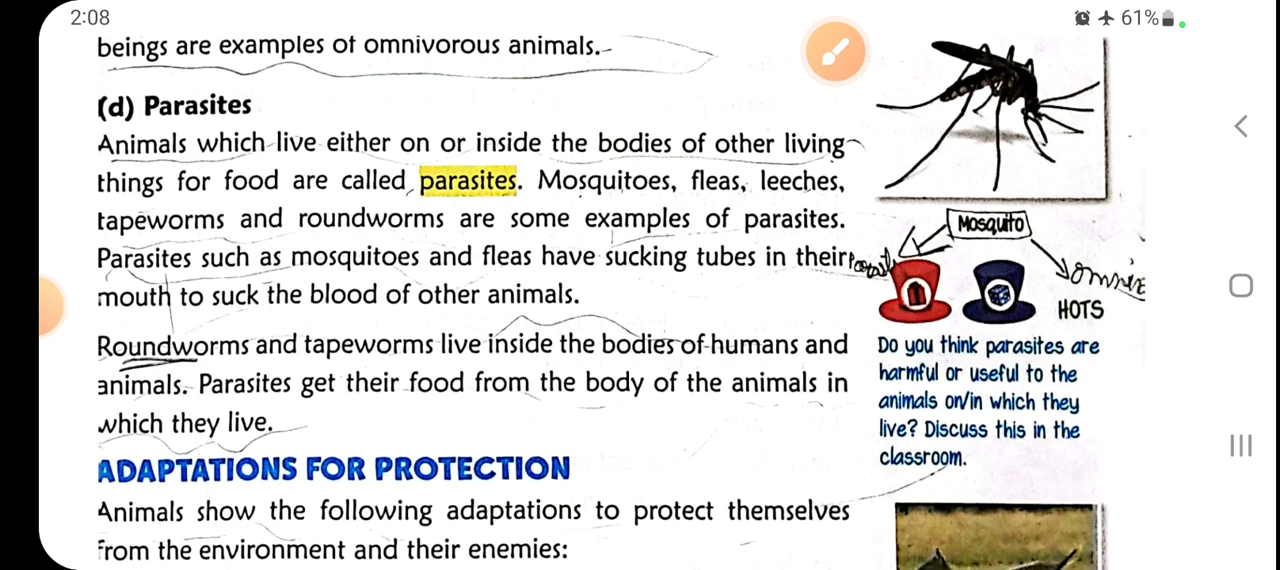 2:08
61%
beings are examples of omnivorous animals.
(d) Parasites
Animals which live either on or inside the bodies of other living
things for food are called parasites. Mosquitoes, fleas, leeches,
tapeworms and roundworms are some examples of parasites.
Parasites such as mosquitoes and fleas have sucking tubes in their
mouth to suck the blood of other animals.
Roundworms and tapeworms live inside the bodies of humans and
animals. Parasites get their food from the body of the animals in
which they live.
ADAPTATIONS FOR PROTECTION
Animals show the following adaptations to protect themselves
from the environment and their enemies:
Mosquito
HOTS
Do you think parasites are
harmful or useful to the
animals on/in which they
live? Discuss this in the
classroom.